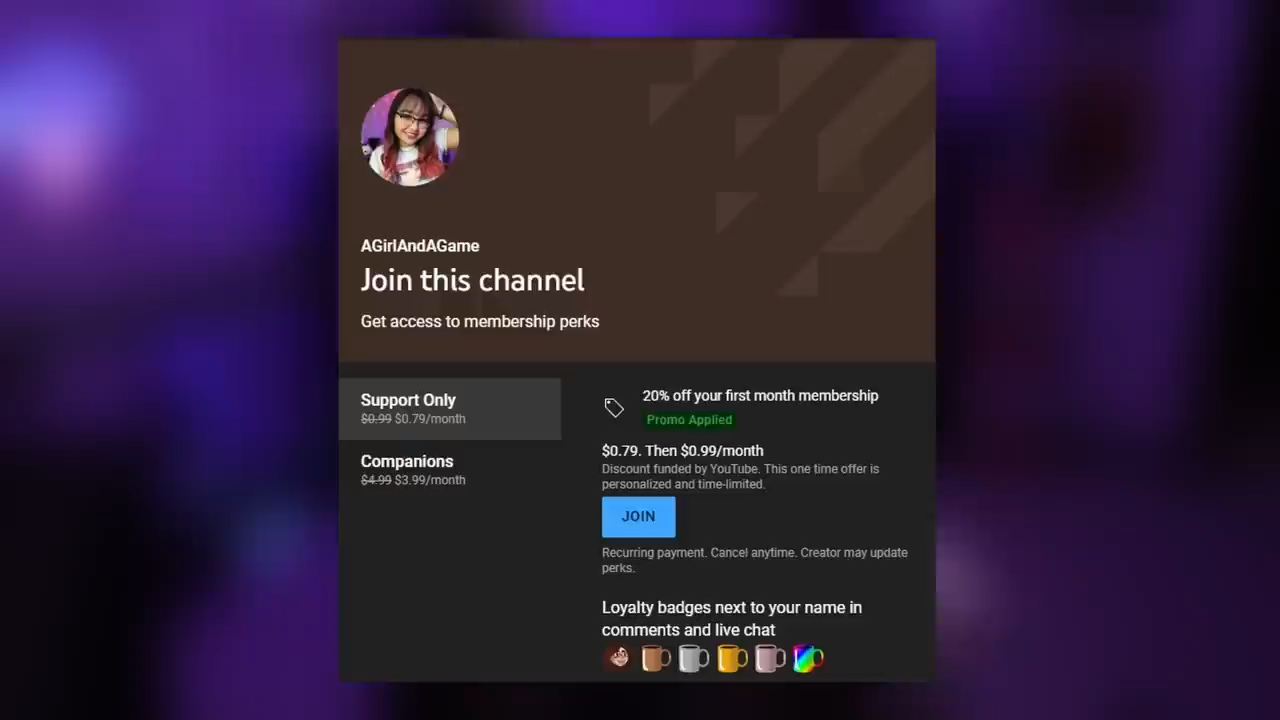 AGirlAndAGame
Join this channel
Get access to membership perks
Support Only
$0.99 $0.79/month
Companions
$4.99 $3.99/month
20% off your first month membership
Promo Applied
$0.79. Then $0.99/month
Discount funded by YouTube. This one time offer is
personalized and time-limited.
JOIN
Recurring payment. Cancel anytime. Creator may update
perks.
Loyalty badges next to your name in
comments and live chat